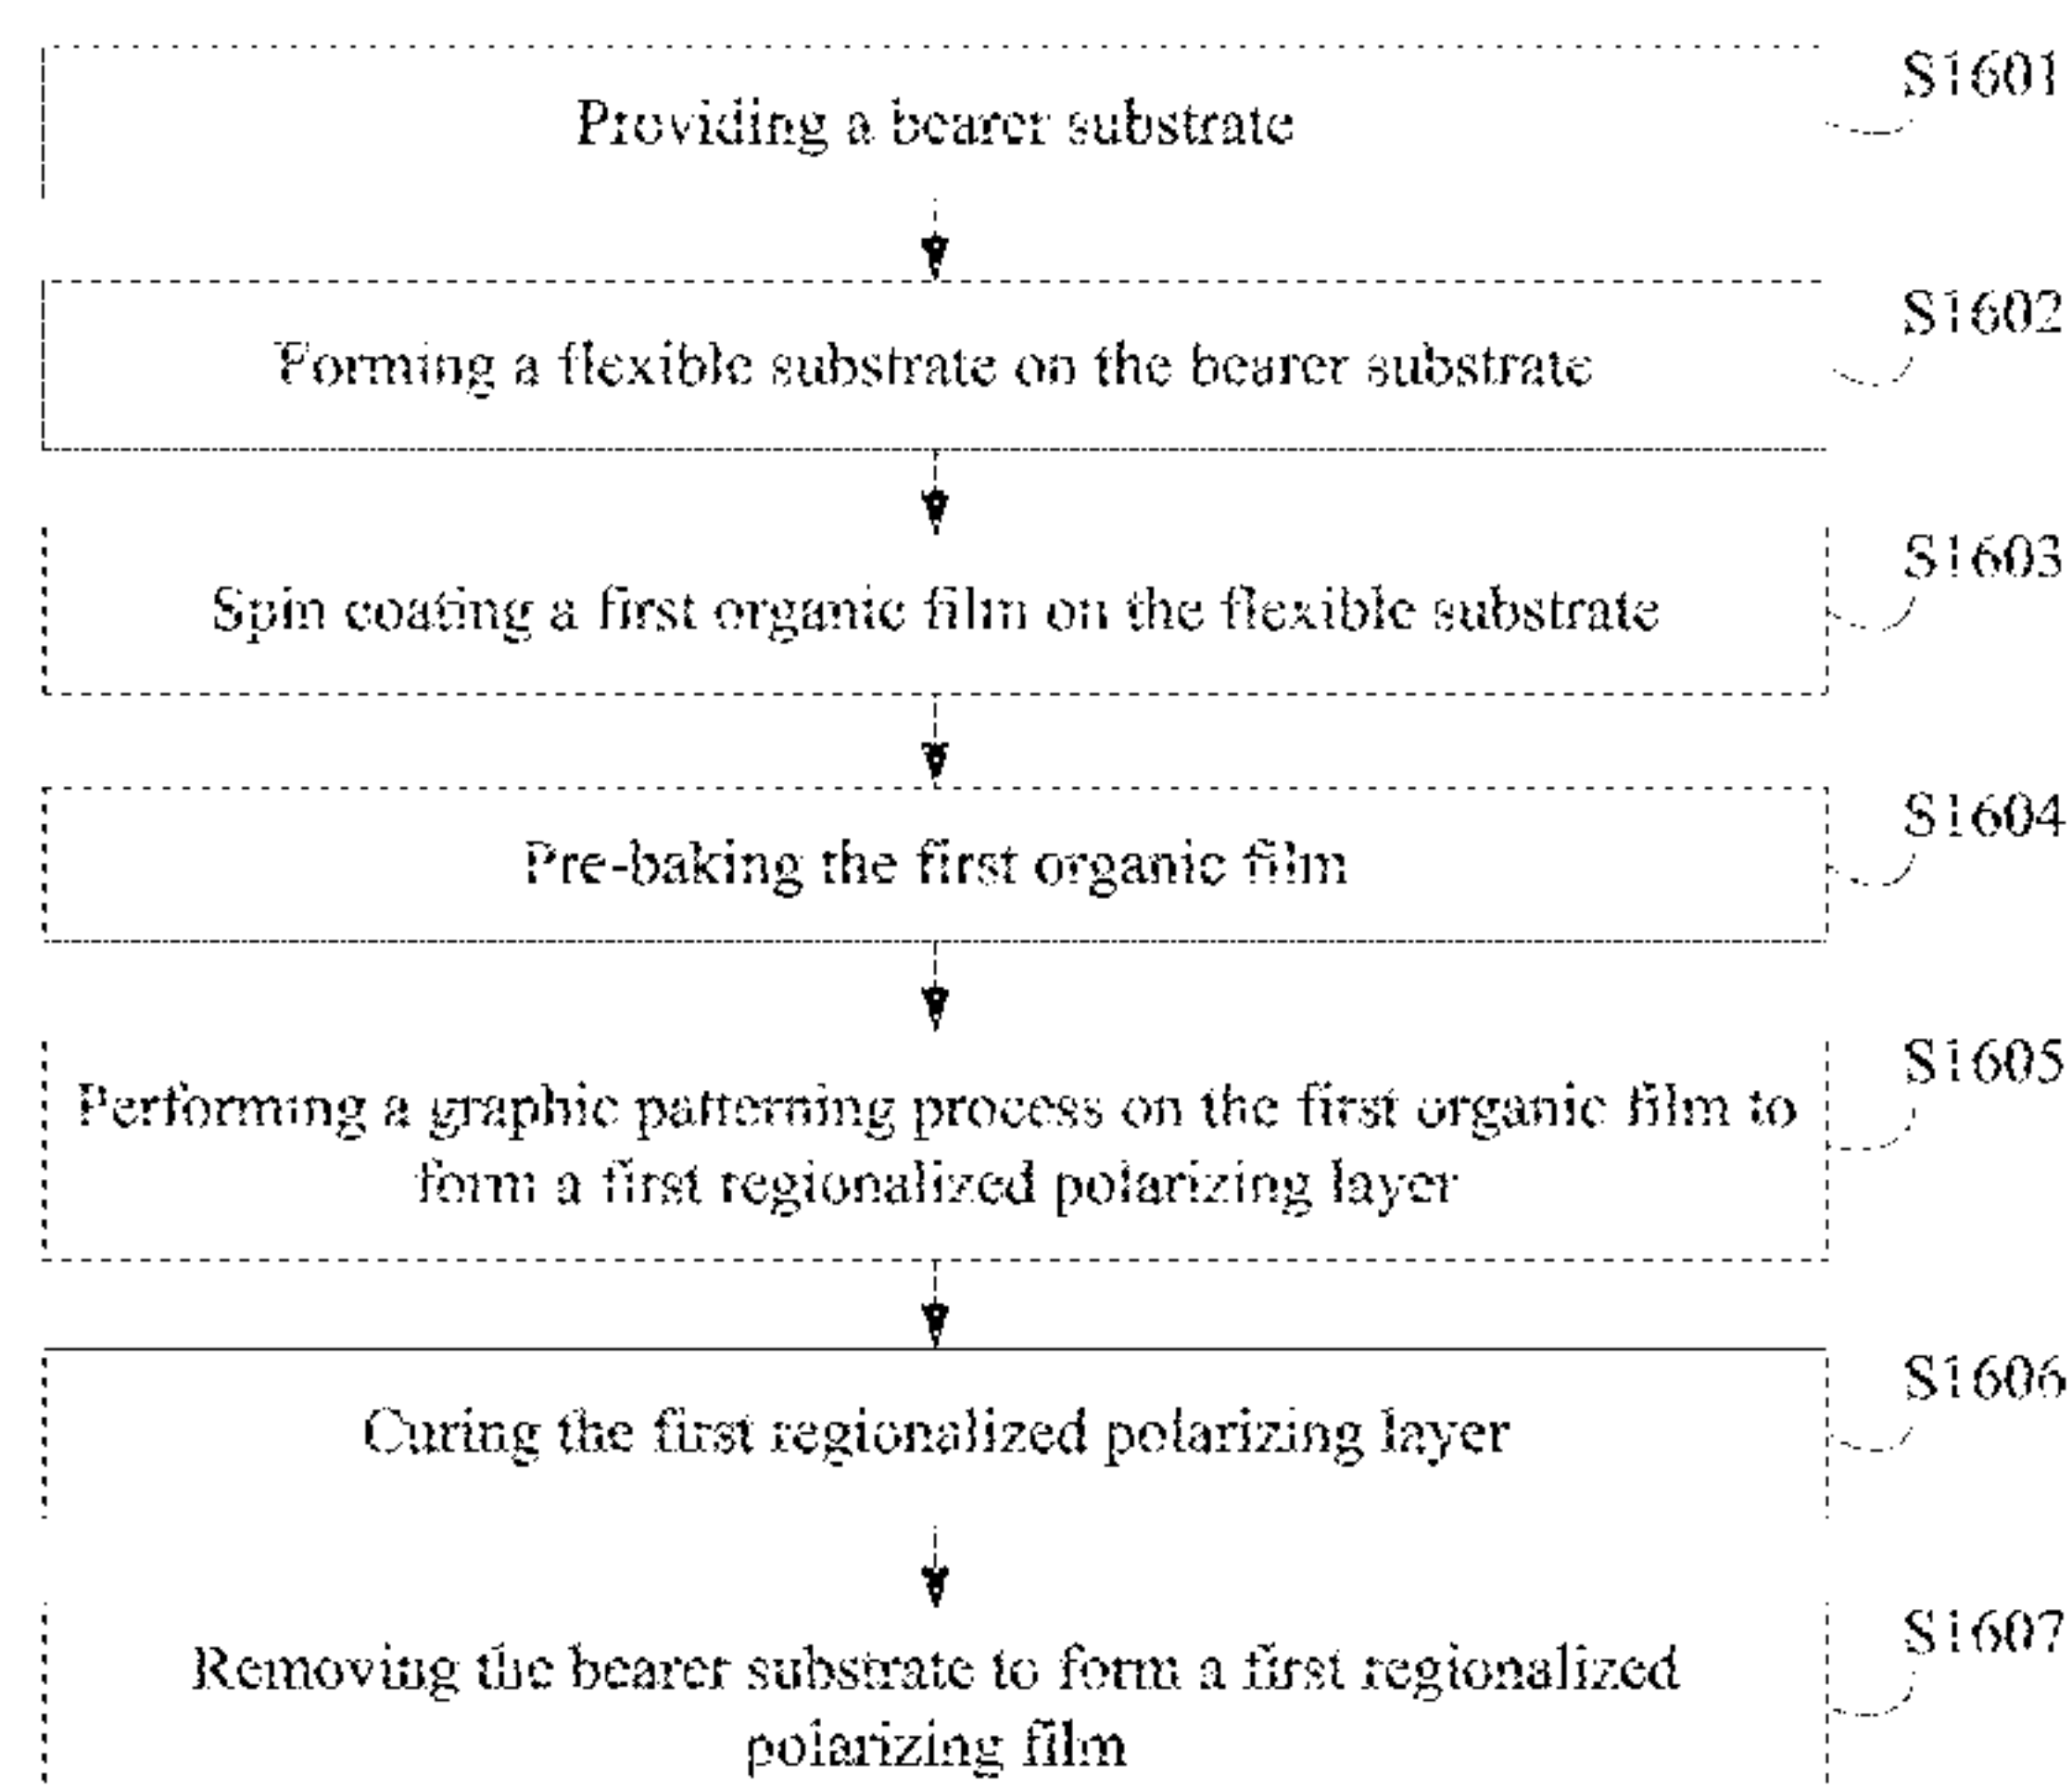 S1601
Providing a bearer substrate
S1602
Forming a flexible substrate on the bearer substrate
S1603
Spin coating a first organic film on the flexible substrate
S1604
Pre-baking the first organic film
S1605
Performing a graphic patterning process on the first organic film to
form a first regionalized polarizing layer
S1606
Curing the first regionalized polarizing layer
S1607
Removing the bearer substrate to form a first regionalized
polarizing film